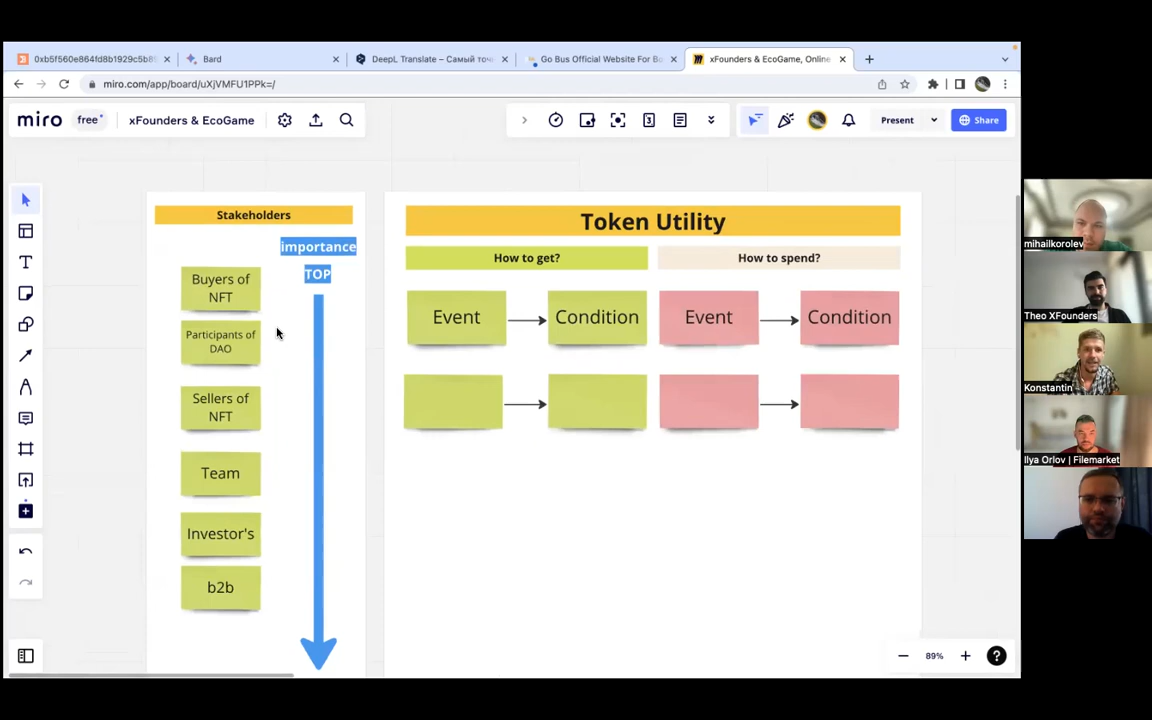 0xb5f560e864fd8b1929c5b8
Bard
DeepL Translate – Самый точ
Go Bus Official Website For Bo
xFounders & EcoGame, Online
miro.com/app/board/uXjVMFU1PPk=/
miro
free
xFounders & EcoGame
3
Present
Share
Stakeholders
importance
TOP
Buyers of
NFT
Participants of
DAO
Sellers of
NFT
Team
Investor's
b2b
Token Utility
How to get?
How to spend?
Event
Condition
Event
Condition
89%
mihailkorolev
Theo XFounders
Konstantin
Ilya Orlov | Filemarket